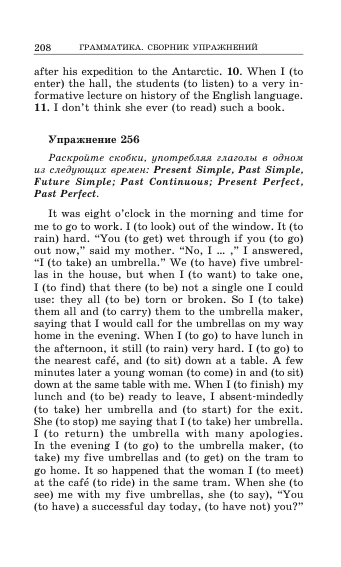 208 ГРАММАТИКА. СБОРНИК УПРАЖНЕНИЙ
after his expedition to the Antarctic. 10. When I (to
enter) the hall, the students (to listen) to a very in-
formative lecture on history of the English language.
11. I don't think she ever (to read) such a book.
Упражнение 256
Раскройте скобки, употребляя глаголы в одном
из следующих времен: Present Simple, Past Simple,
Future Simple; Past Continuous; Present Perfect,
Past Perfect.
It was eight o'clock in the morning and time for
me to go to work. I (to look) out of the window. It (to
rain) hard. “You (to get) wet through if you (to go)
out now,” said my mother. “No, I ... ,” I answered,
“I (to take) an umbrella.” We (to have) five umbrel-
las in the house, but when I (to want) to take one,
I (to find) that there (to be) not a single one I could
use: they all (to be) torn or broken. So I (to take)
them all and (to carry) them to the umbrella maker,
saying that I would call for the umbrellas on my way
home in the evening. When I (to go) to have lunch in
the afternoon, it still (to rain) very hard. I (to go) to
the nearest café, and (to sit) down at a table. A few
minutes later a young woman (to come) in and (to sit)
down at the same table with me. When I (to finish) my
lunch and (to be) ready to leave, I absent-mindedly
(to take) her umbrella and (to start) for the exit.
She (to stop) me saying that I (to take) her umbrella.
I (to return) the umbrella with many apologies.
In the evening I (to go) to the umbrella maker, (to
take) my five umbrellas and (to get) on the tram to
go home. It so happened that the woman I (to meet)
at the café (to ride) in the same tram. When she (to
see) me with my five umbrellas, she (to say), “You
(to have) a successful day today, (to have not) you?”